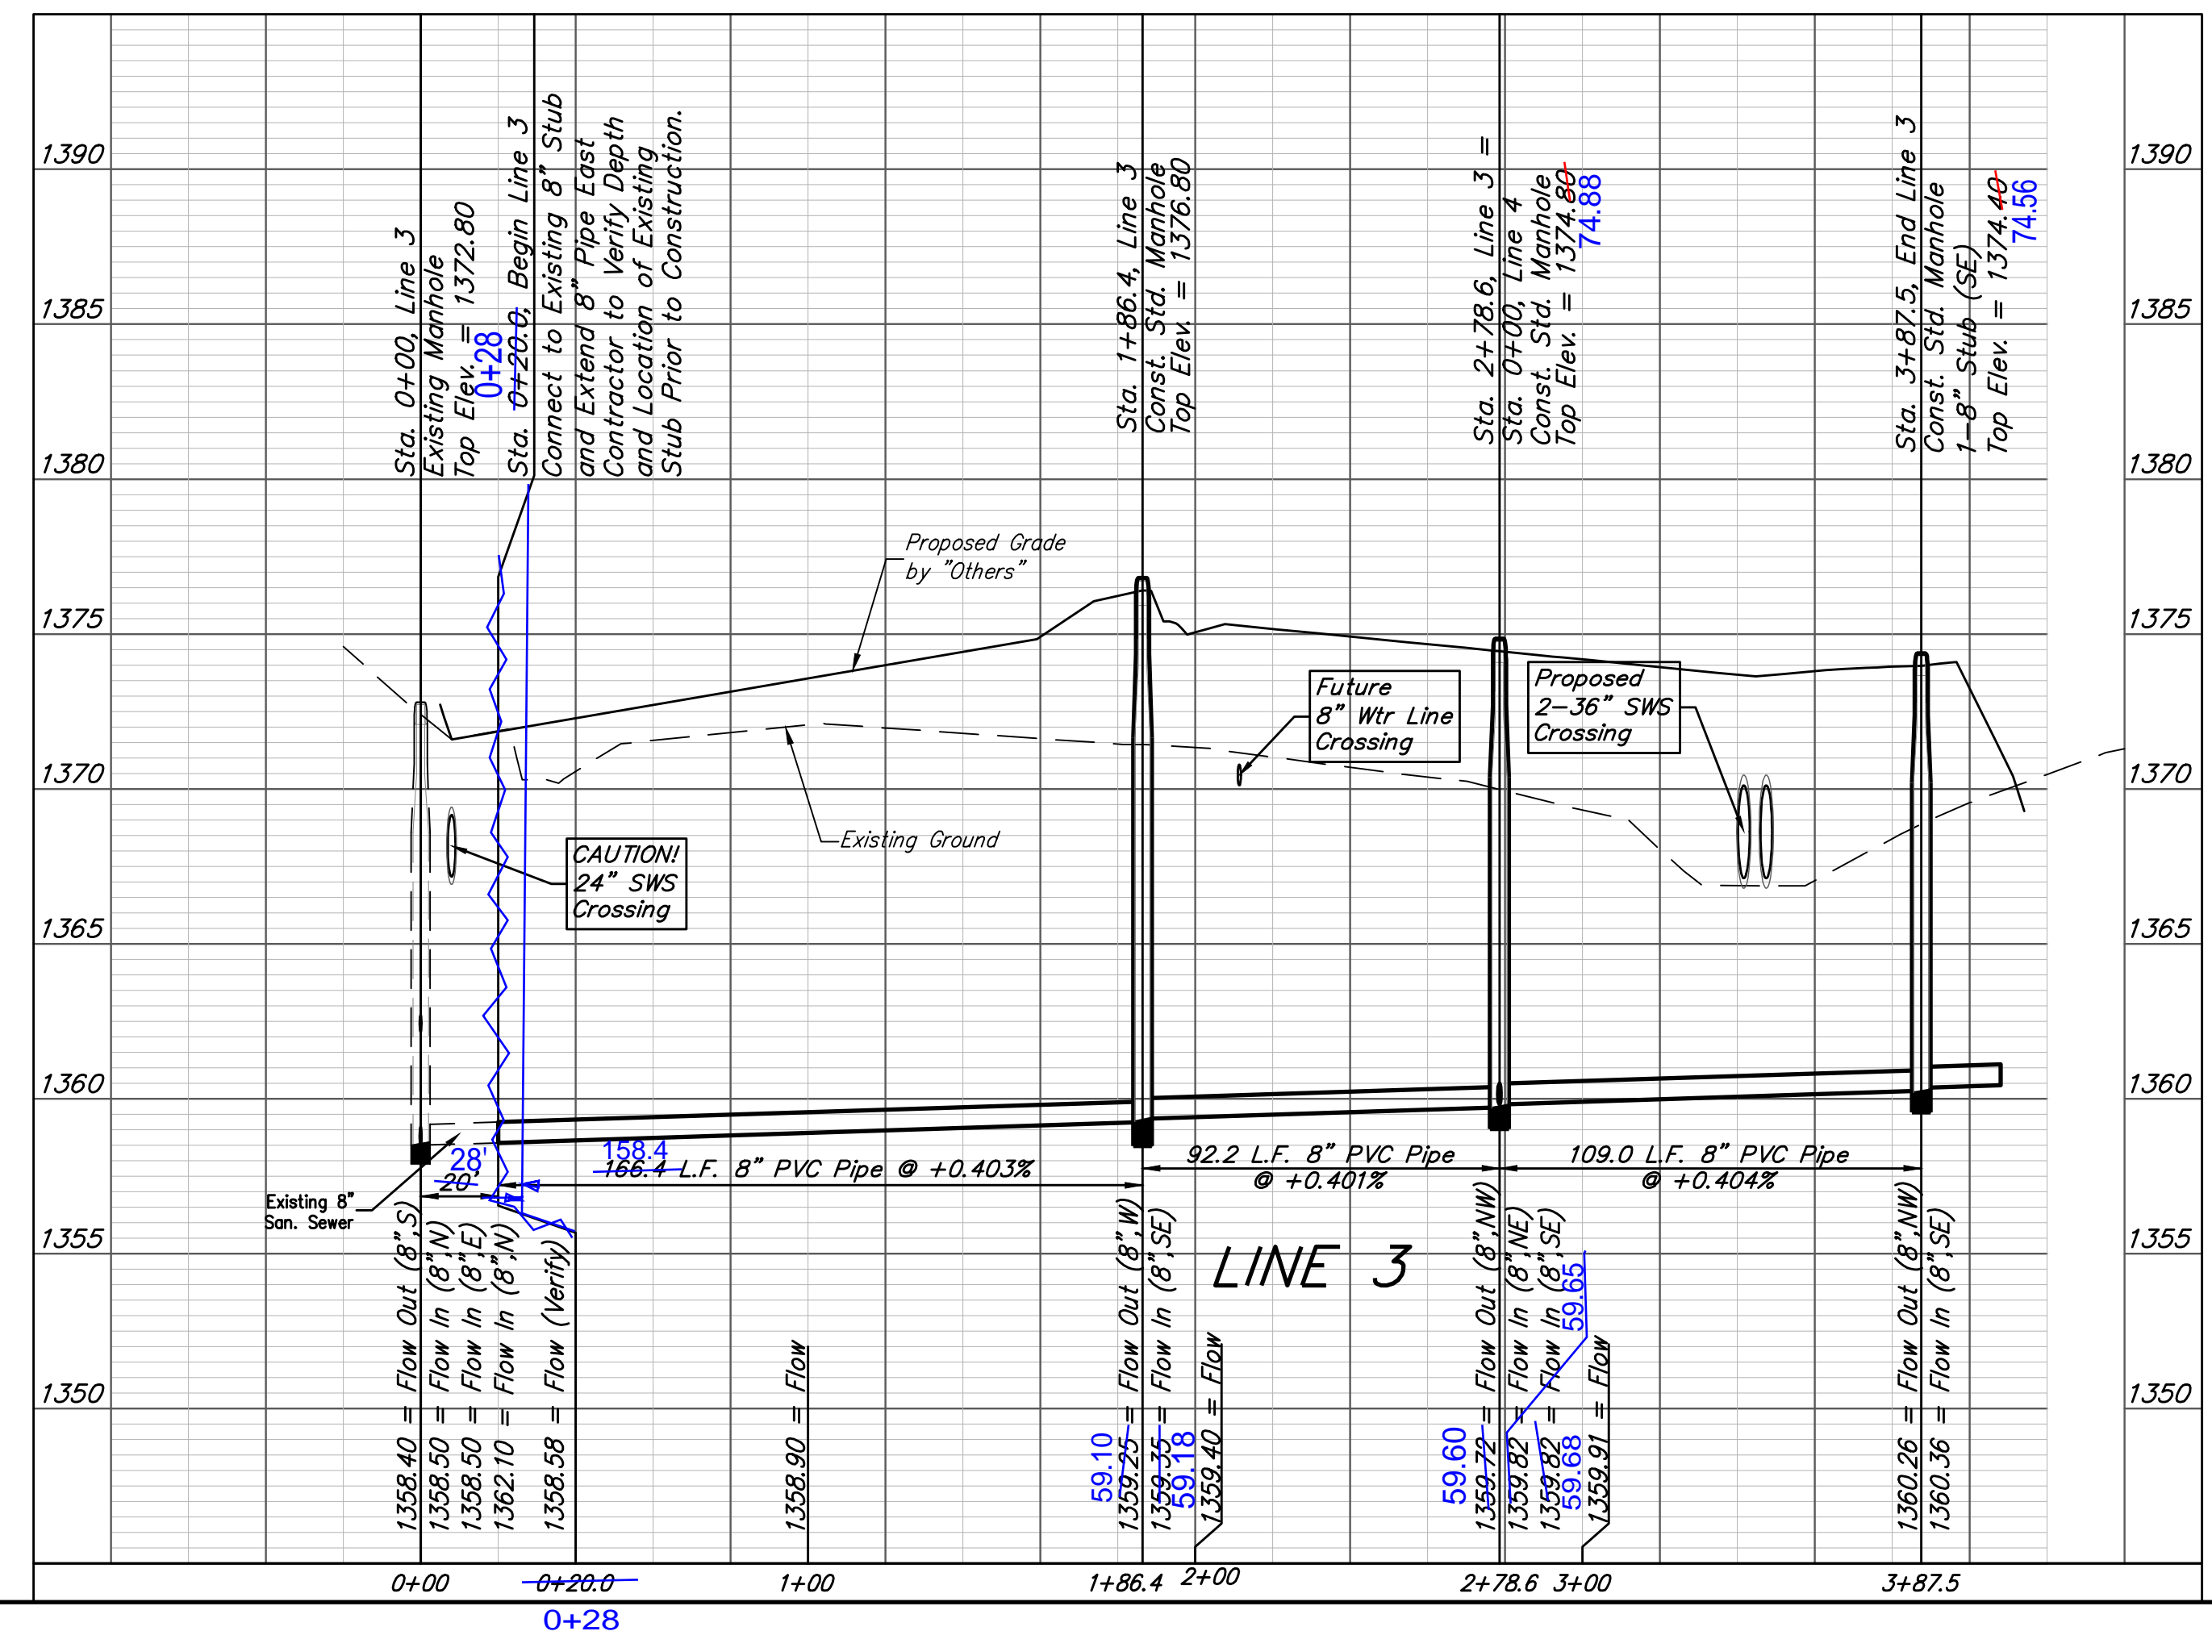 1390
1385
1380
1375
1370
1365
1360
1355
1350
Sta. 0+00, Line 3
Existing Manhole
Top Elev. = 1372.80
0+28
Sta. 0+20.0, Begin Line 3
Connect to Existing 8" Stub
and Extend 8" Pipe East
Contractor to Verify Depth
and Location of Existing
Stub Prior to Construction.
Sta. 1+86.4, Line 3
Const. Std. Manhole
Top Elev. = 1376.80
Sta. 2+78.6, Line 3 =
Sta. 0+00, Line 4
Const. Std. Manhole
Top Elev. = 1374.80
74.88
Sta. 3+87.5, End Line 3
Const. Std. Manhole
1-8" Stub (SE)
Top Elev. = 1374.40
74.56
1390
1385
1380
1375
1370
1365
1360
1355
1350
Proposed Grade
by "Others"
Future
8" Wtr Line
Crossing
Proposed
2-36" SWS
Crossing
CAUTION!
24" SWS
Crossing
Existing Ground
28'
20'
158.4
166.4 L.F. 8" PVC Pipe @ +0.403%
92.2 L.F. 8" PVC Pipe
@ +0.401%
109.0 L.F. 8" PVC Pipe
@ +0.404%
Existing 8"
San. Sewer
LINE 3
1358.40 = Flow Out (8",S)
1358.50 = Flow In (8",N)
1358.50 = Flow In (8",E)
1362.10 = Flow In (8",N)
1358.58 = Flow (Verify)
1358.90 = Flow
59.10
1359.25 = Flow Out (8",W)
1359.35 = Flow In (8",SE)
59.18
1359.40 = Flow
59.60
1359.72 = Flow Out (8",NW)
1359.82 = Flow In (8",NE)
1359.82 = Flow In (8",SE)
59.65
59.68
1359.91 = Flow
1360.26 = Flow Out (8",NW)
1360.36 = Flow In (8",SE)
0+00
0+20.0
1+00
1+86.4
2+00
2+78.6
3+00
3+87.5
0+28